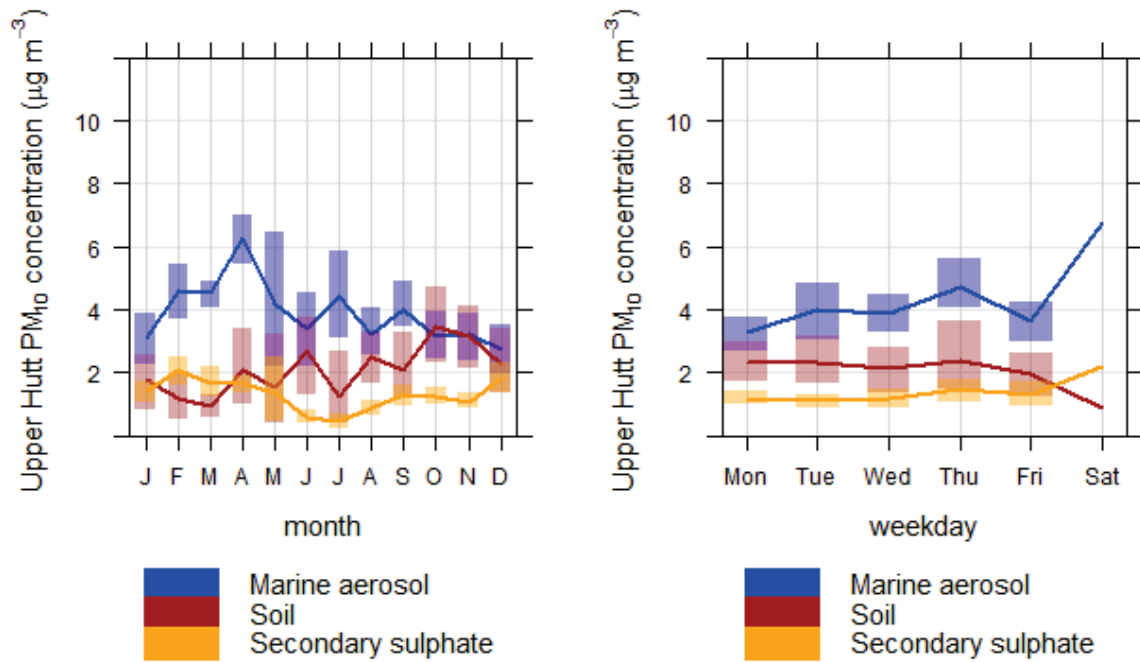 Upper Hutt PM₁₀ concentration (µg m⁻³)
10
8
6
4
2
J F M A M J J A S O N D
month
Marine aerosol
Soil
Secondary sulphate
Upper Hutt PM₁₀ concentration (µg m⁻³)
10
8
6
4
2
Mon Tue Wed Thu Fri Sat
weekday
Marine aerosol
Soil
Secondary sulphate